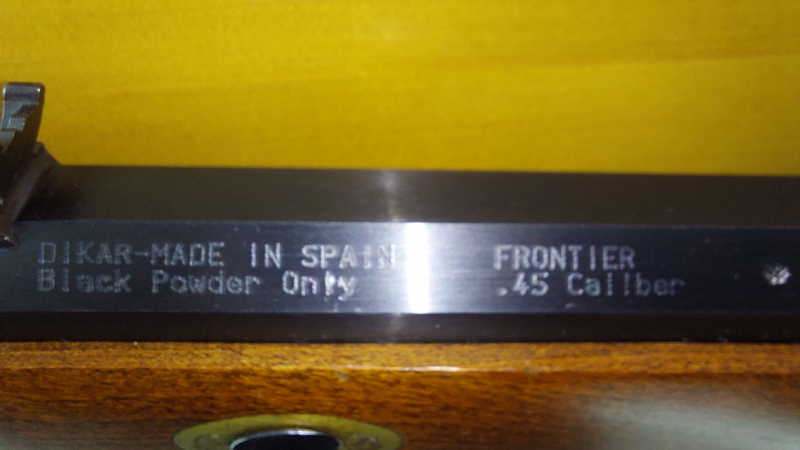 DIKAR-MADE IN SPAIN
Black Powder Only
FRONTIER
.45 Caliber